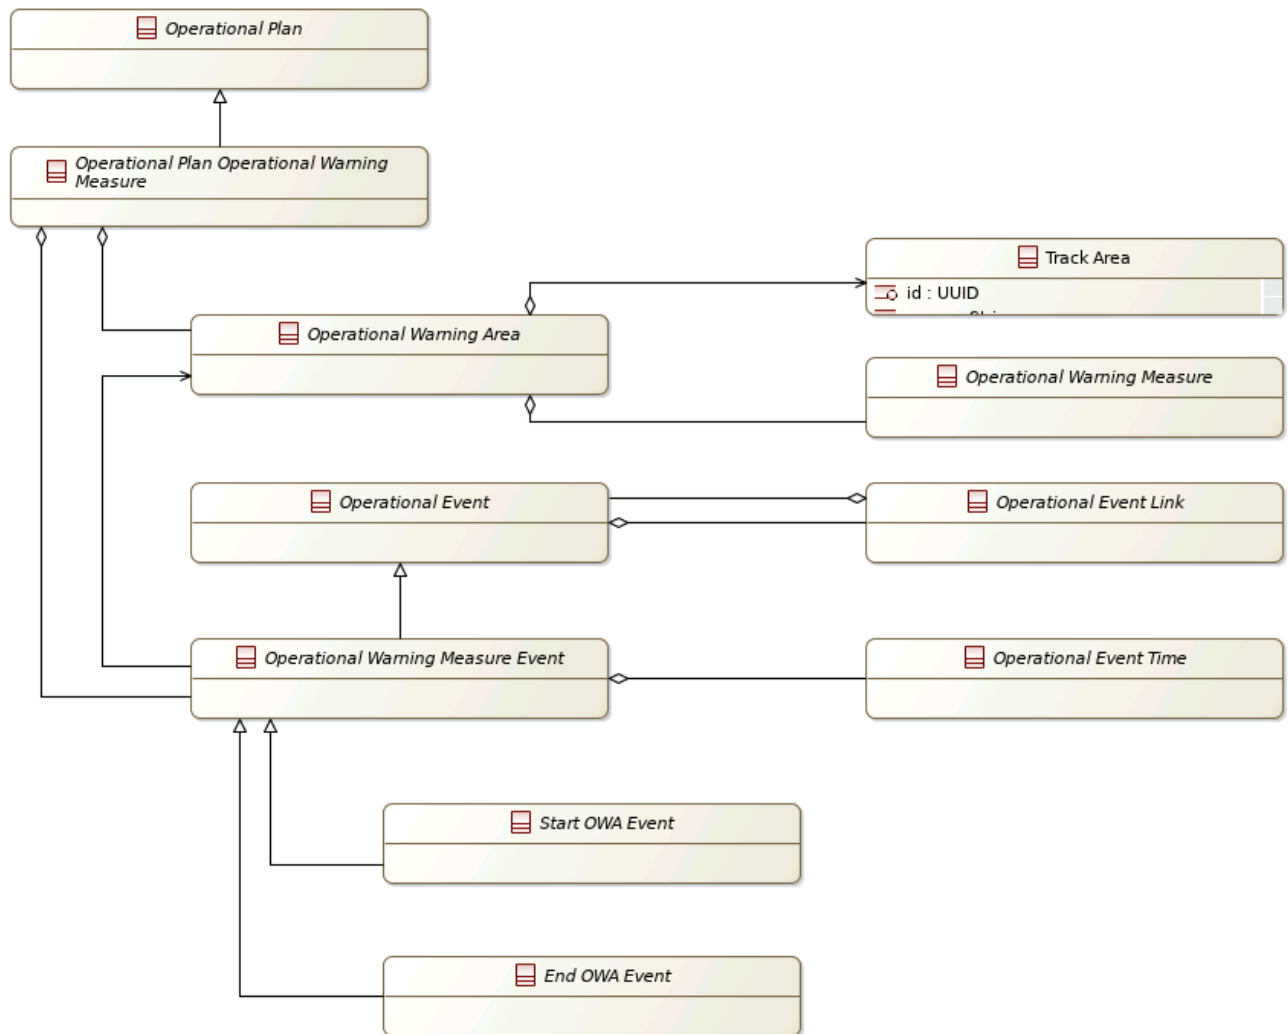 Operational Plan
Operational Plan Operational Warning
Measure
Track Area
id : UUID
Operational Warning Area
Operational Warning Measure
Operational Event
Operational Event Link
Operational Warning Measure Event
Operational Event Time
Start OWA Event
End OWA Event